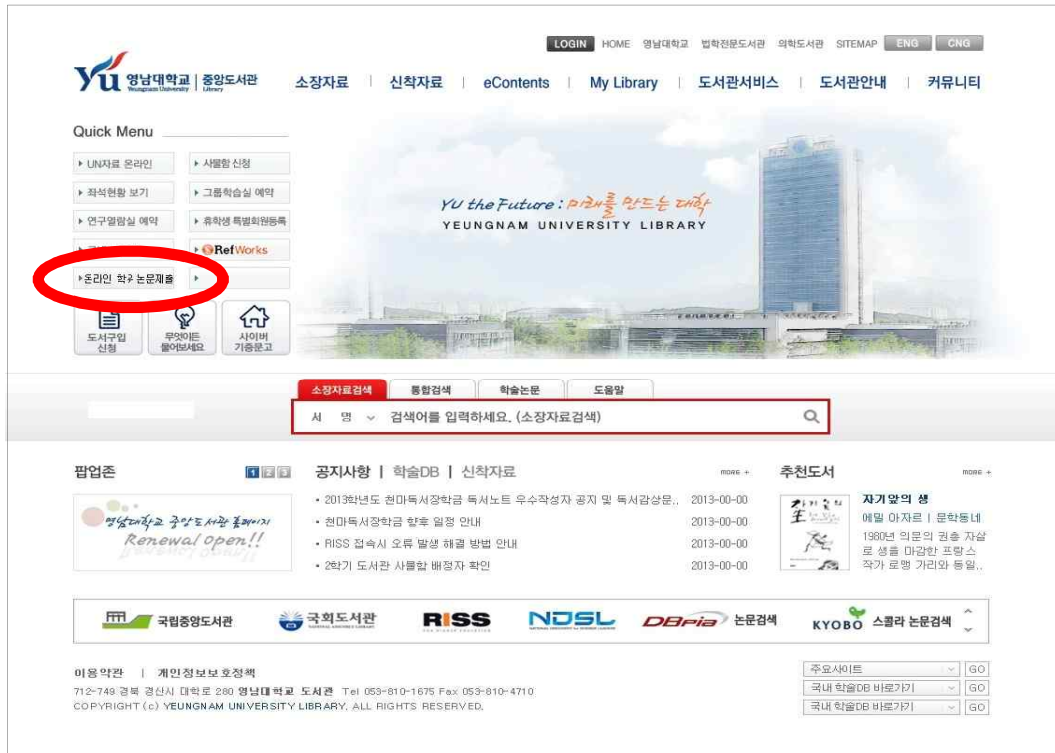 LOGIN HOME 영남대학교 법학전문도서관 의학도서관 SITEMAP ENG CNG
yu 영남대학교 | 중앙도서관
Yeungnam University Library
소장자료 | 신착자료 | eContents | My Library | 도서관서비스 | 도서관안내 | 커뮤니티
Quick Menu
UN자료 온라인
사물함 신청
좌석현황 보기
그룹학습실 예약
연구열람실 예약
휴학생 특별회원등록
RefWorks
온라인 학위논문제출
도서구입 신청
무엇이든 물어보세요
사이버 기증문고
YU the Future : 미래를 만드는 대학
YEUNGNAM UNIVERSITY LIBRARY
소장자료검색 통합검색 학술논문 도움말
서 명 검색어를 입력하세요. (소장자료검색)
팝업존 1 2 3
영남대학교 중앙도서관 홈페이지
Renewal Open!!
공지사항 | 학술DB | 신착자료 MORE +
• 2013학년도 천마독서장학금 독서노트 우수작성자 공지 및 독서감상문.. 2013-00-00
• 천마독서장학금 향후 일정 안내 2013-00-00
• RISS 접속시 오류 발생 해결 방법 안내 2013-00-00
• 2학기 도서관 사물함 배정자 확인 2013-00-00
추천도서 MORE +
자기 앞의 생
자기앞의 생
에밀 아자르 | 문학동네
1980년 의문의 권총 자살
로 생을 마감한 프랑스
작가 로맹 가리와 동일..
국립중앙도서관
국회도서관
NATIONAL ASSEMBLY LIBRARY
RISS
NDSL
DBpia 논문검색
KYOBO 스콜라 논문검색
이용약관 | 개인정보보호정책
712-749 경북 경산시 대학로 280 영남대학교 도서관 Tel 053-810-1675 Fax 053-810-4710
COPYRIGHT (c) YEUNGNAM UNIVERSITY LIBRARY. ALL RIGHTS RESERVED.
주요사이트 GO
국내 학술DB 바로가기 GO
국내 학술DB 바로가기 GO